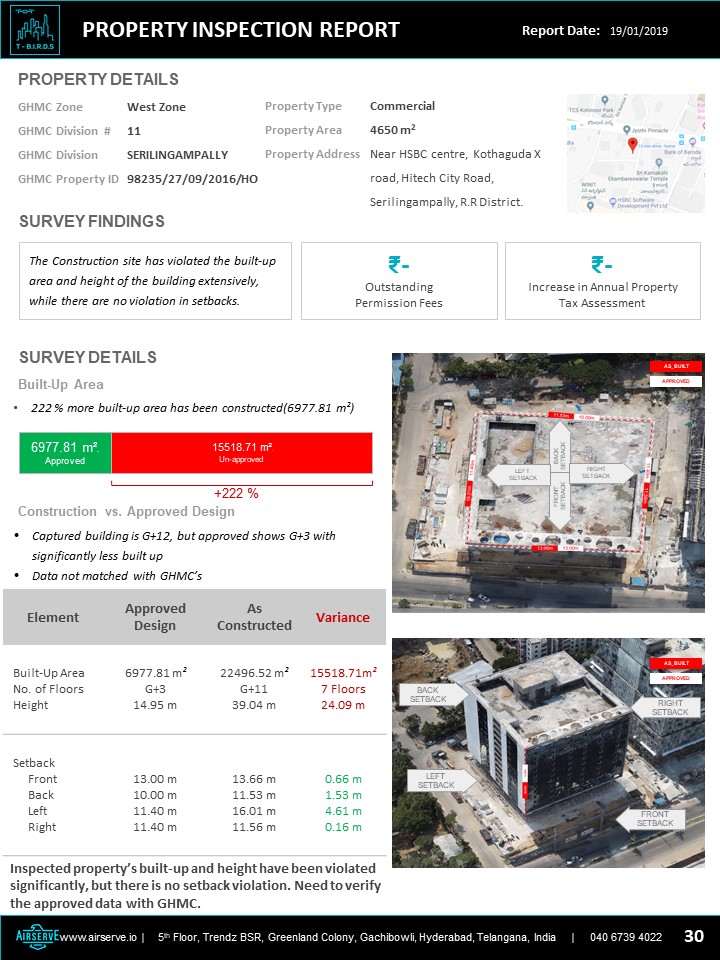 T - B.I.R.D.S
PROPERTY INSPECTION REPORT
Report Date: 19/01/2019
PROPERTY DETAILS
GHMC Zone West Zone
GHMC Division # 11
GHMC Division SERILINGAMPALLY
GHMC Property ID 98235/27/09/2016/HO
Property Type Commercial
Property Area 4650 m²
Property Address Near HSBC centre, Kothaguda X
road, Hitech City Road,
Serilingampally, R.R District.
TCS Kohinoor Park
Jyothi Pinnacle
Bank of Baroda
Sri Kamakshi
Ekambareswarar Temple
WINIT
HSBC Software
Development Pvt Ltd
SURVEY FINDINGS
The Construction site has violated the built-up
area and height of the building extensively,
while there are no violation in setbacks.
₹-
Outstanding
Permission Fees
₹-
Increase in Annual Property
Tax Assessment
SURVEY DETAILS
Built-Up Area
• 222 % more built-up area has been constructed(6977.81 m²)
6977.81 m².
Approved
15518.71 m².
Un-approved
+222 %
Construction vs. Approved Design
• Captured building is G+12, but approved shows G+3 with
significantly less built up
• Data not matched with GHMC’s
Element Approved Design As Constructed Variance
Built-Up Area 6977.81 m² 22496.52 m² 15518.71m²
No. of Floors G+3 G+11 7 Floors
Height 14.95 m 39.04 m 24.09 m
Setback
Front 13.00 m 13.66 m 0.66 m
Back 10.00 m 11.53 m 1.53 m
Left 11.40 m 16.01 m 4.61 m
Right 11.40 m 11.56 m 0.16 m
Inspected property’s built-up and height have been violated
significantly, but there is no setback violation. Need to verify
the approved data with GHMC.
AS_BUILT
APPROVED
11.53m 10.00m
BACK
SETBACK
LEFT
SETBACK
RIGHT
SETBACK
FRONT
SETBACK
13.66m 13.00m
AS_BUILT
APPROVED
BACK
SETBACK
RIGHT
SETBACK
LEFT
SETBACK
FRONT
SETBACK
AIRSERVE www.airserve.io | 5th Floor, Trendz BSR, Greenland Colony, Gachibowli, Hyderabad, Telangana, India | 040 6739 4022 30